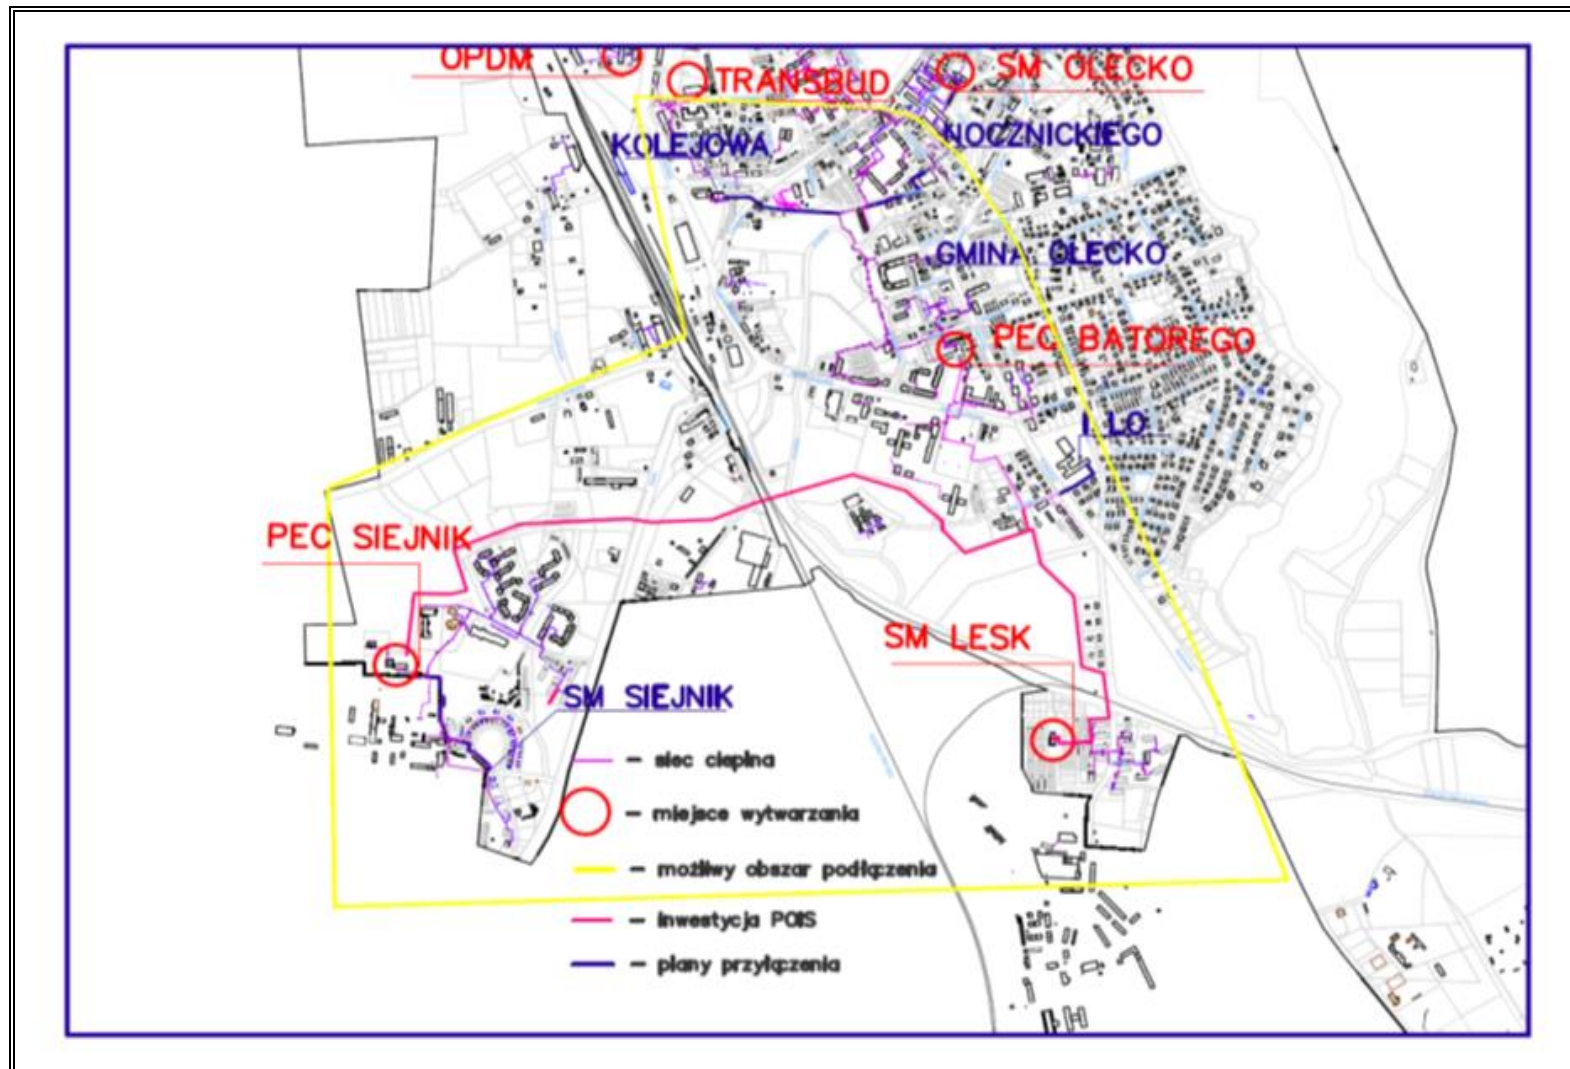 OPDM
TRANSBUD
SM OLECKO
KOLEJOWA
NOCZNICKIEGO
GMINA OLECKO
PEC BATOREGO
I LO
PEC SIEJNIK
SM LESK
SM SIEJNIK
– siec cieplna
– miejsce wytwarzania
– możliwy obszar podłączenia
– inwestycja POIS
– plany przyłączenia